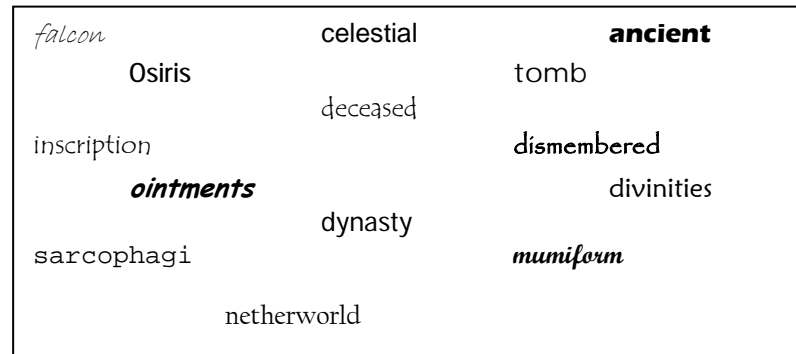 falcon celestial ancient
Osiris tomb
deceased
inscription dismembered
ointments divinities
dynasty
sarcophagi mumiform
netherworld